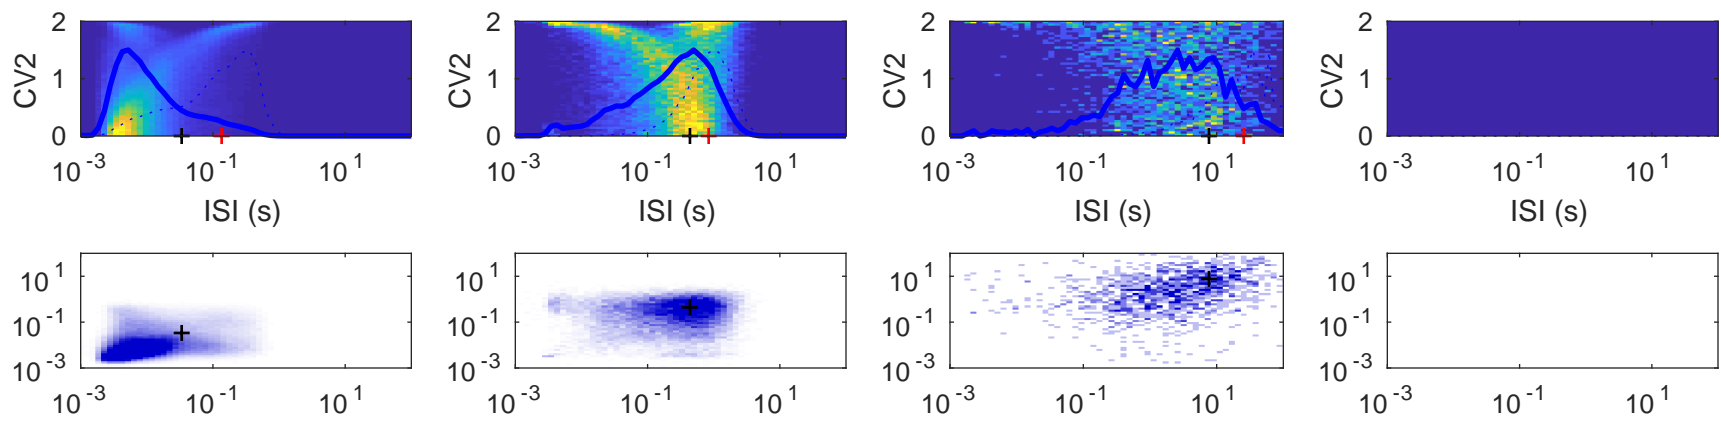 2 2 2 2
CV2 1 CV2 1 CV2 1 CV2 1
0 0 0 0
10^-3 10^-1 10^1 10^-3 10^-1 10^1 10^-3 10^-1 10^1 10^-3 10^-1 10^1
ISI (s) ISI (s) ISI (s) ISI (s)
10^1 10^1 10^1 10^1
10^-1 10^-1 10^-1 10^-1
10^-3 10^-3 10^-3 10^-3
10^-3 10^-1 10^1 10^-3 10^-1 10^1 10^-3 10^-1 10^1 10^-3 10^-1 10^1